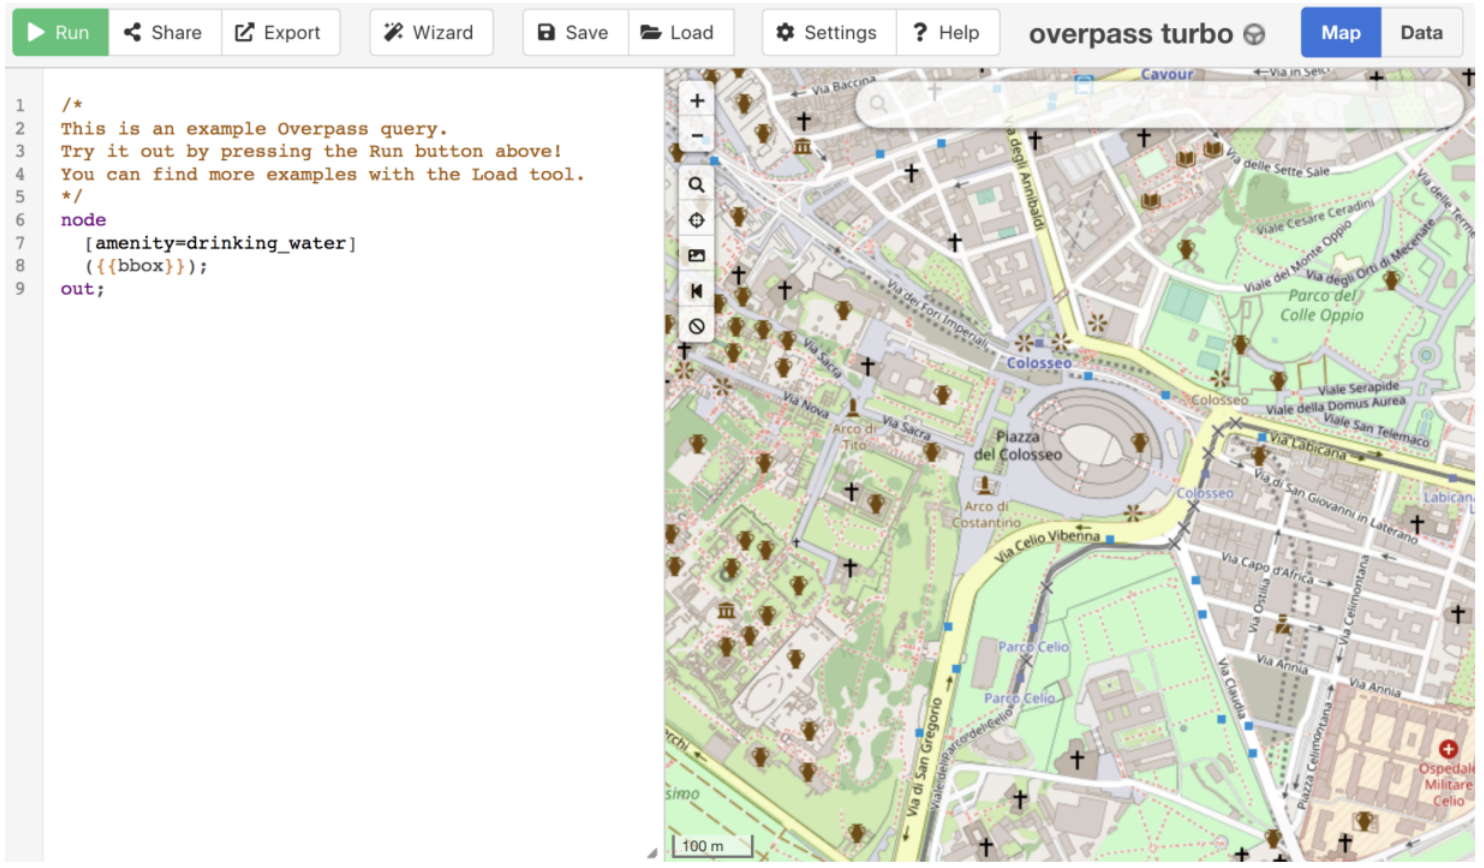 Run Share Export Wizard Save Load Settings Help overpass turbo Map Data
1 /*
2 This is an example Overpass query.
3 Try it out by pressing the Run button above!
4 You can find more examples with the Load tool.
5 */
6 node
7 [amenity=drinking_water]
8 ({{bbox}});
9 out;
+
−
Cavour
Via Baccina
Via in Selci
Via degli Annibaldi
Via delle Sette Sale
Viale Cesare Ceradini
Viale del Monte Oppio
Via degli Orti di Mecenate
Via delle Terme
Parco del
Colle Oppio
Via dei Fori Imperiali
Colosseo
Via Sacra
Via Nova
Via Sacra
Arco di
Tito
Piazza
del Colosseo
Colosseo
Viale Serapide
Viale della Domus Aurea
Viale San Telemaco
Via Labicana
Arco di
Costantino
Colosseo
Via di San Giovanni in Laterano
Labicana
Via Celio Vibenna
Via Capo d'Africa
Via Ostilia
Via Celimontana
Parco Celio
Via Annia
Via Annia
Parco Celio
Via Claudia
Via di San Gregorio
Viale del Parco del Celio
Piazza Celimontana
Ospedale
Militare
Celio
erchi
simo
100 m